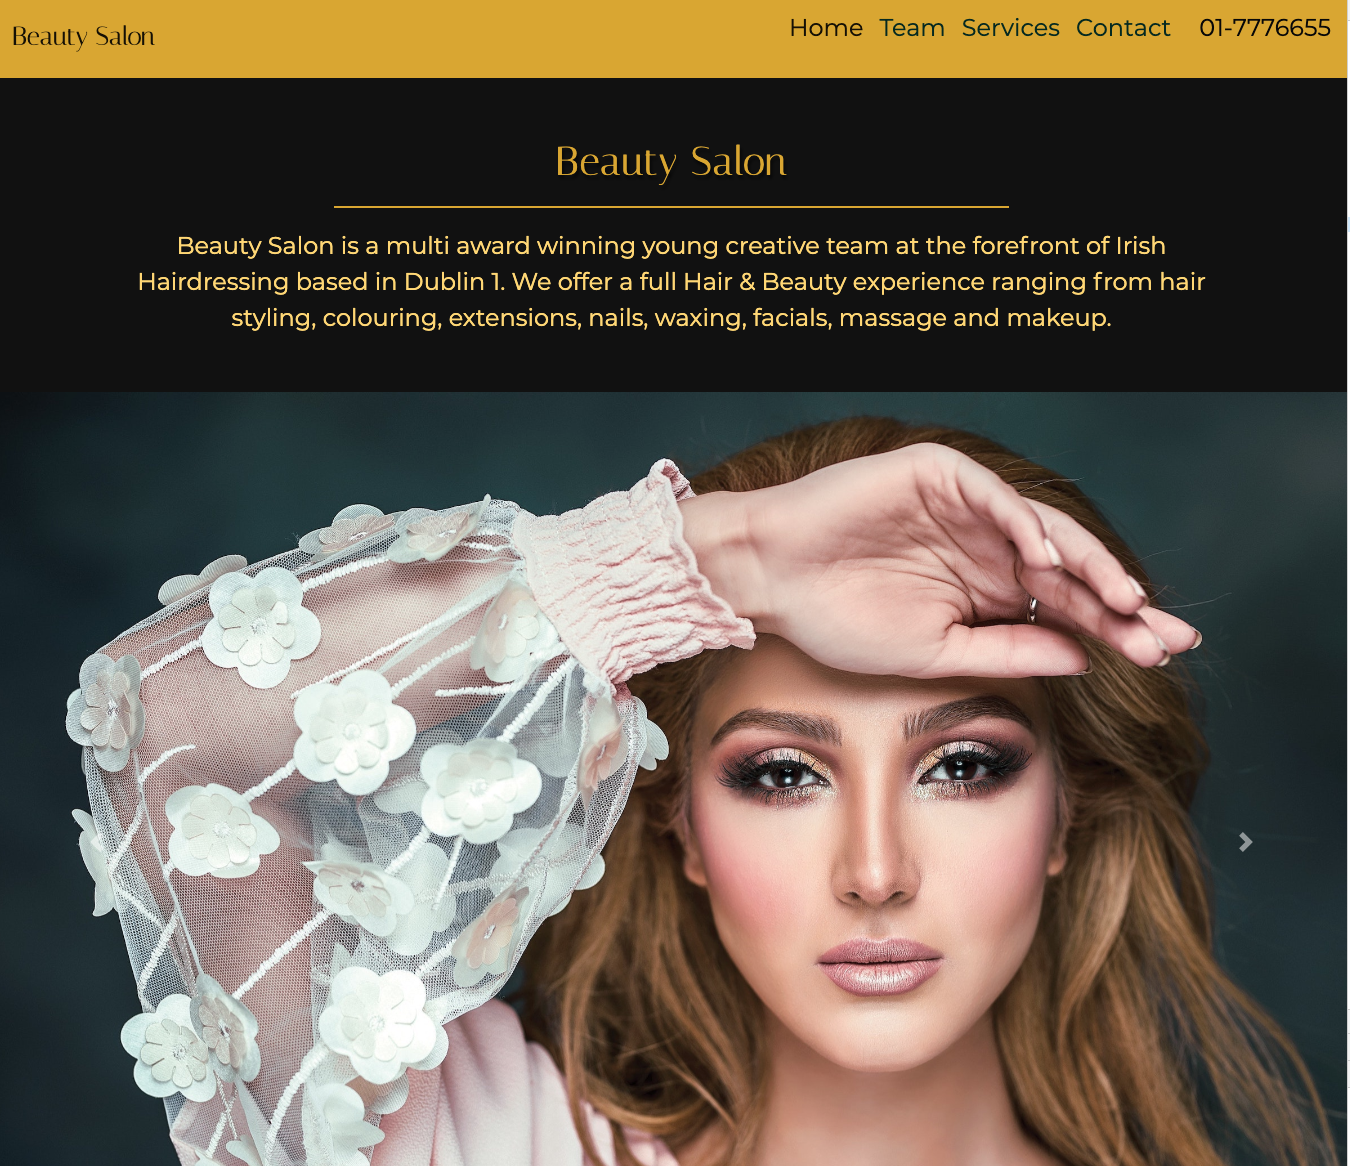 Beauty Salon
Home Team Services Contact 01-7776655
Beauty Salon
Beauty Salon is a multi award winning young creative team at the forefront of Irish
Hairdressing based in Dublin 1. We offer a full Hair & Beauty experience ranging from hair
styling, colouring, extensions, nails, waxing, facials, massage and makeup.